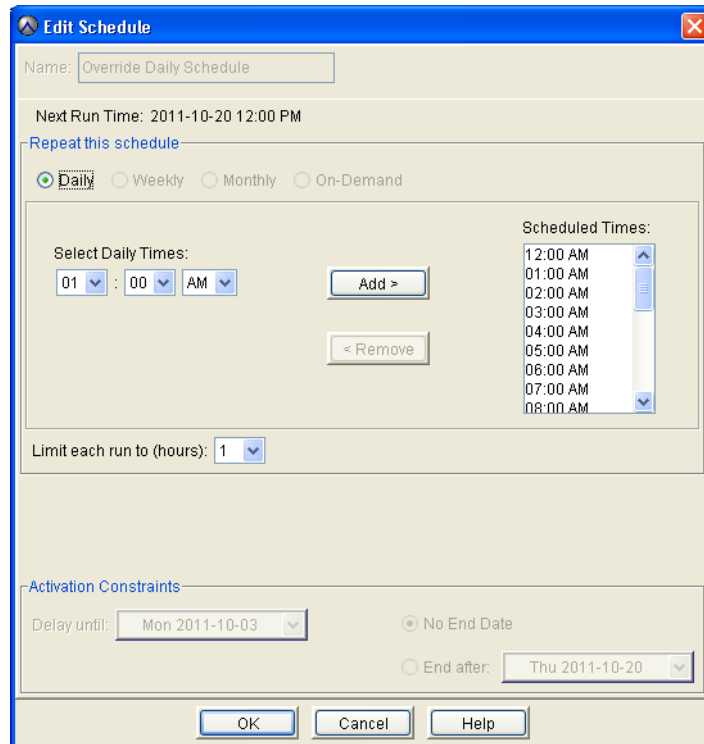 Edit Schedule
Name: Override Daily Schedule
Next Run Time: 2011-10-20 12:00 PM
Repeat this schedule
Daily Weekly Monthly On-Demand
Scheduled Times:
Select Daily Times:
01 : 00 AM
Add >
< Remove
12:00 AM
01:00 AM
02:00 AM
03:00 AM
04:00 AM
05:00 AM
06:00 AM
07:00 AM
08:00 AM
Limit each run to (hours): 1
Activation Constraints
Delay until: Mon 2011-10-03
No End Date
End after: Thu 2011-10-20
OK Cancel Help